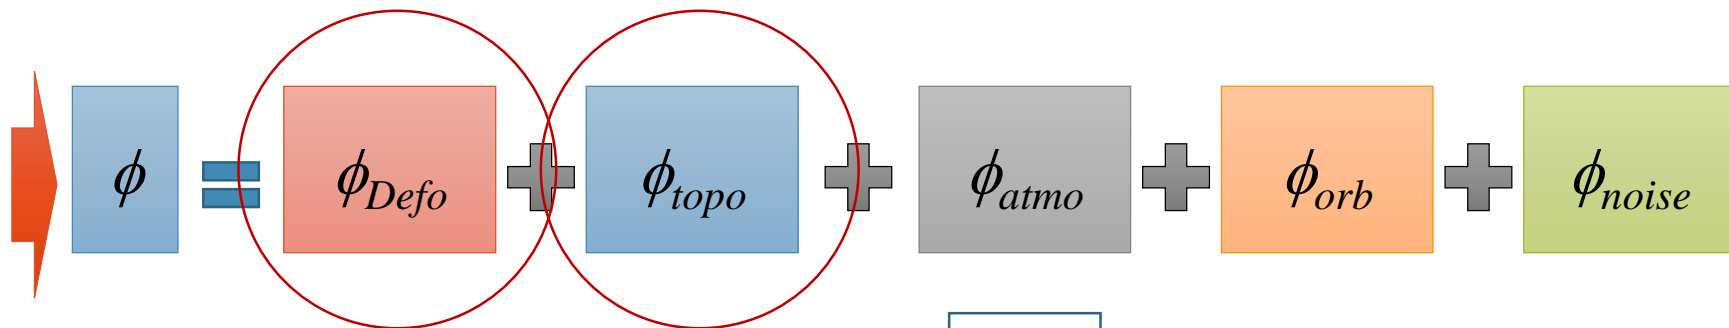 ϕ = ϕDefo + ϕtopo + ϕatmo + ϕorb + ϕnoise